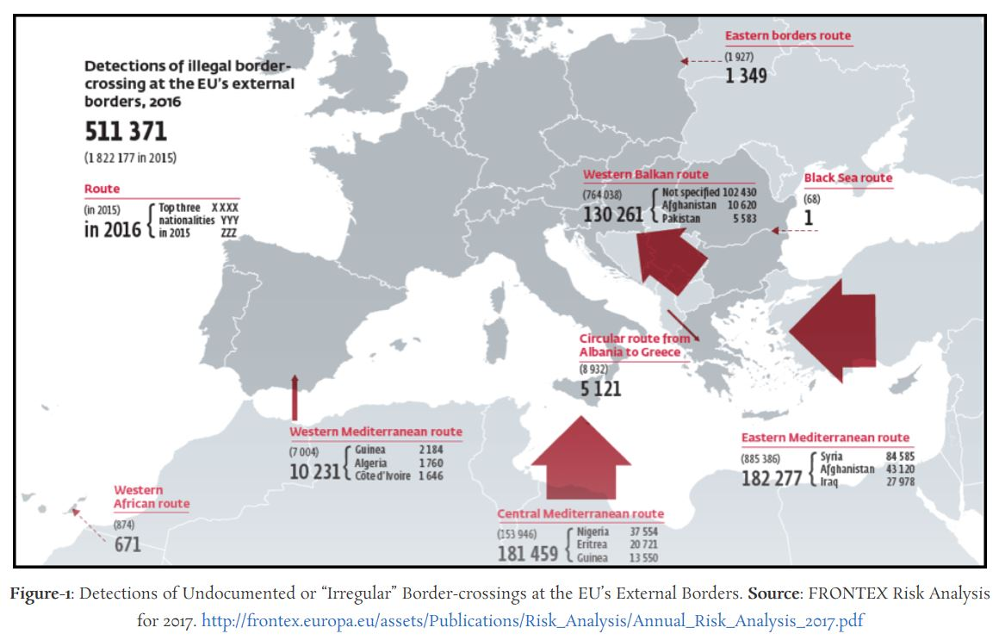 Detections of illegal border-
crossing at the EU's external
borders, 2016
511 371
(1 822 177 in 2015)
Route
(in 2015)
in 2016
Top three XXXX
nationalities YYY
in 2015 ZZZ
Eastern borders route
(1 927)
1 349
Western Balkan route
(764 038)
130 261
Not specified 102 430
Afghanistan 10 620
Pakistan 5 583
Black Sea route
(68)
1
Circular route from
Albania to Greece
(8 932)
5 121
Western Mediterranean route
(7 004)
10 231
Guinea 2 184
Algeria 1 760
Côte d'Ivoire 1 646
Eastern Mediterranean route
(885 386)
182 277
Syria 84 585
Afghanistan 43 120
Iraq 27 978
Western
African route
(874)
671
Central Mediterranean route
(153 946)
181 459
Nigeria 37 554
Eritrea 20 721
Guinea 13 550
Figure-1: Detections of Undocumented or “Irregular” Border-crossings at the EU’s External Borders. Source: FRONTEX Risk Analysis
for 2017. http://frontex.europa.eu/assets/Publications/Risk_Analysis/Annual_Risk_Analysis_2017.pdf